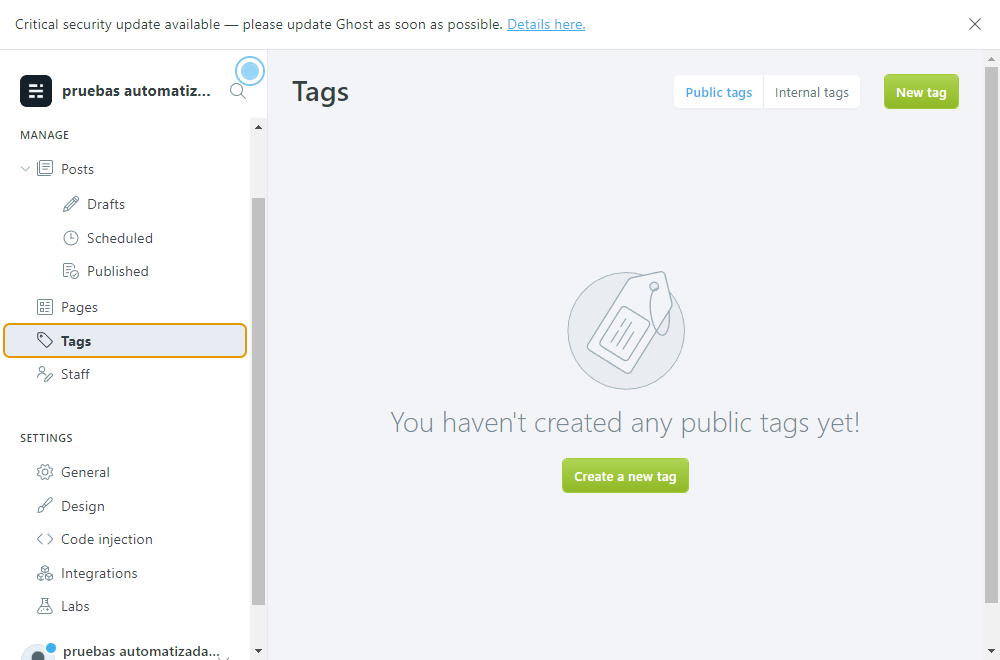 Critical security update available — please update Ghost as soon as possible. Details here.
pruebas automatiz...
MANAGE
Posts
Drafts
Scheduled
Published
Pages
Tags
Staff
SETTINGS
General
Design
Code injection
Integrations
Labs
pruebas automatizada...
Tags
Public tags
Internal tags
New tag
You haven't created any public tags yet!
Create a new tag